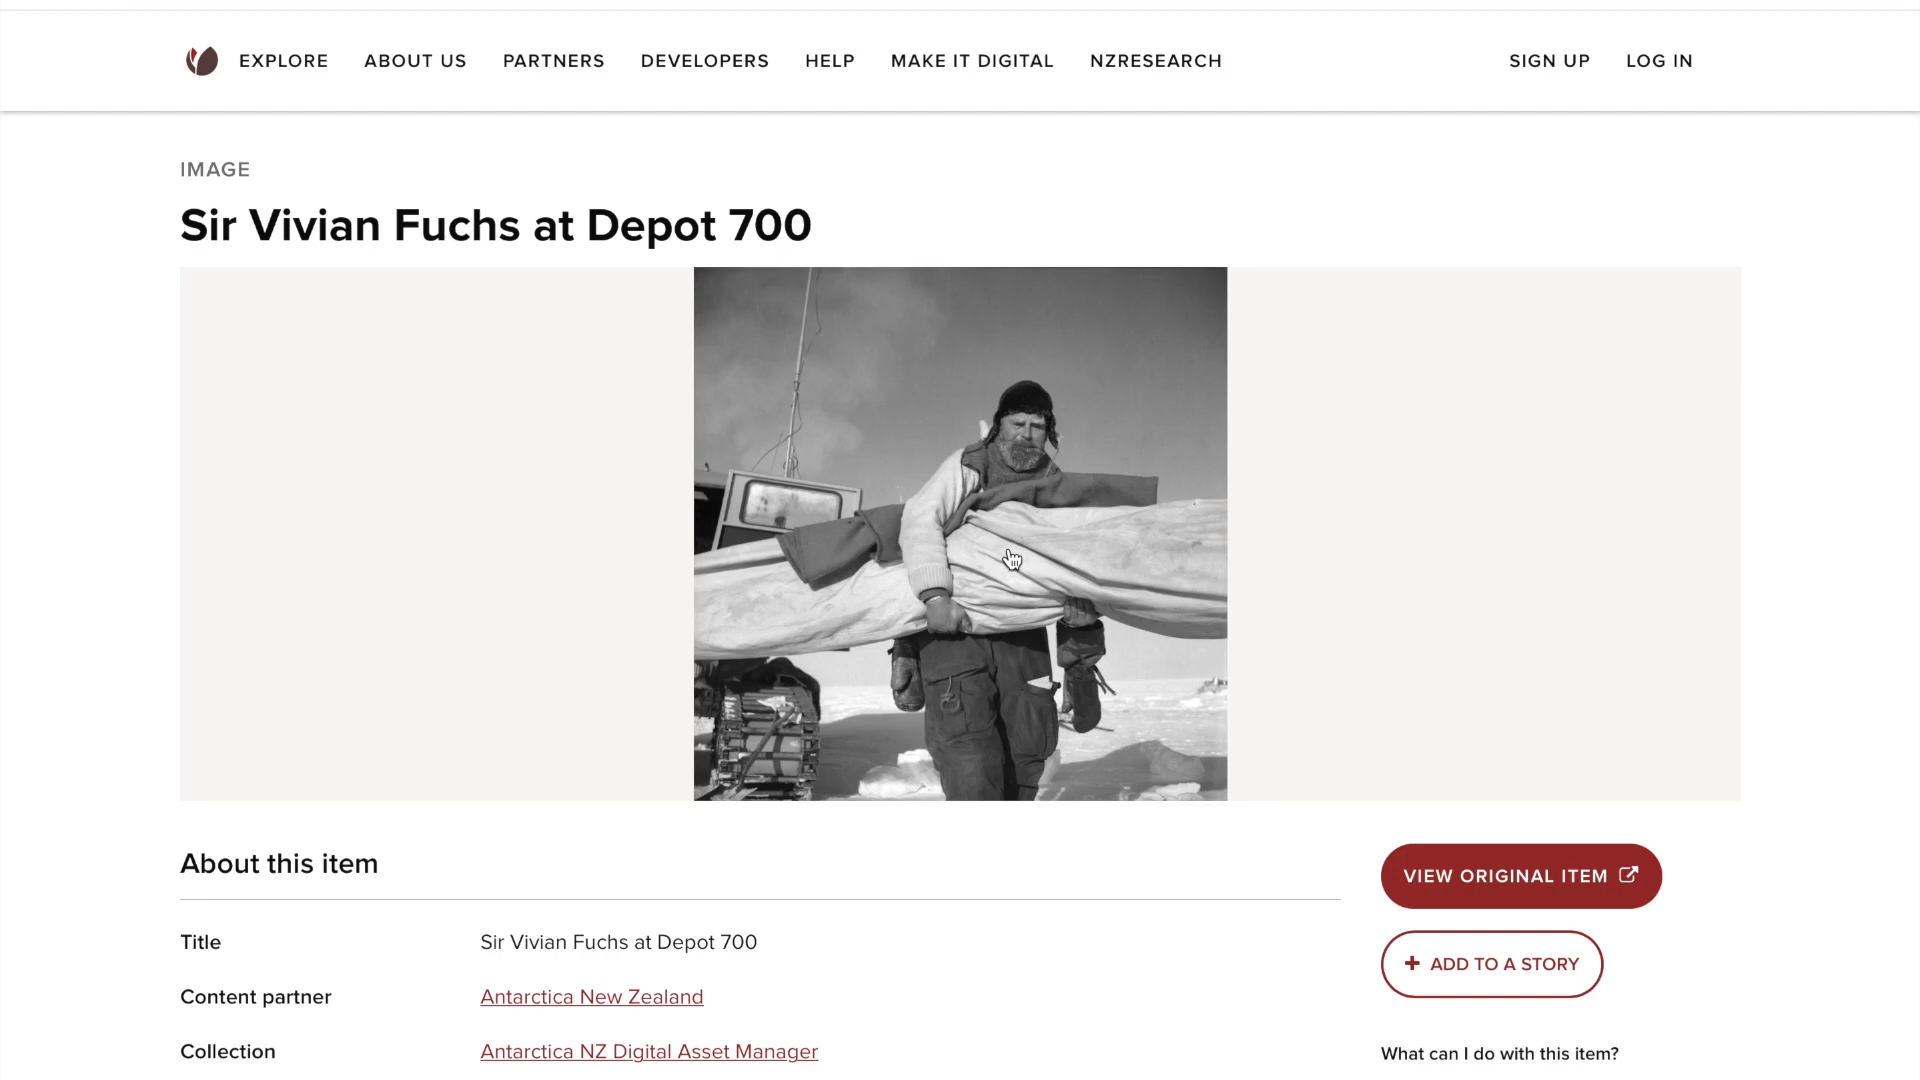 EXPLORE ABOUT US PARTNERS DEVELOPERS HELP MAKE IT DIGITAL NZRESEARCH SIGN UP LOG IN
IMAGE
Sir Vivian Fuchs at Depot 700
About this item
VIEW ORIGINAL ITEM
Title Sir Vivian Fuchs at Depot 700
+ ADD TO A STORY
Content partner Antarctica New Zealand
Collection Antarctica NZ Digital Asset Manager
What can I do with this item?